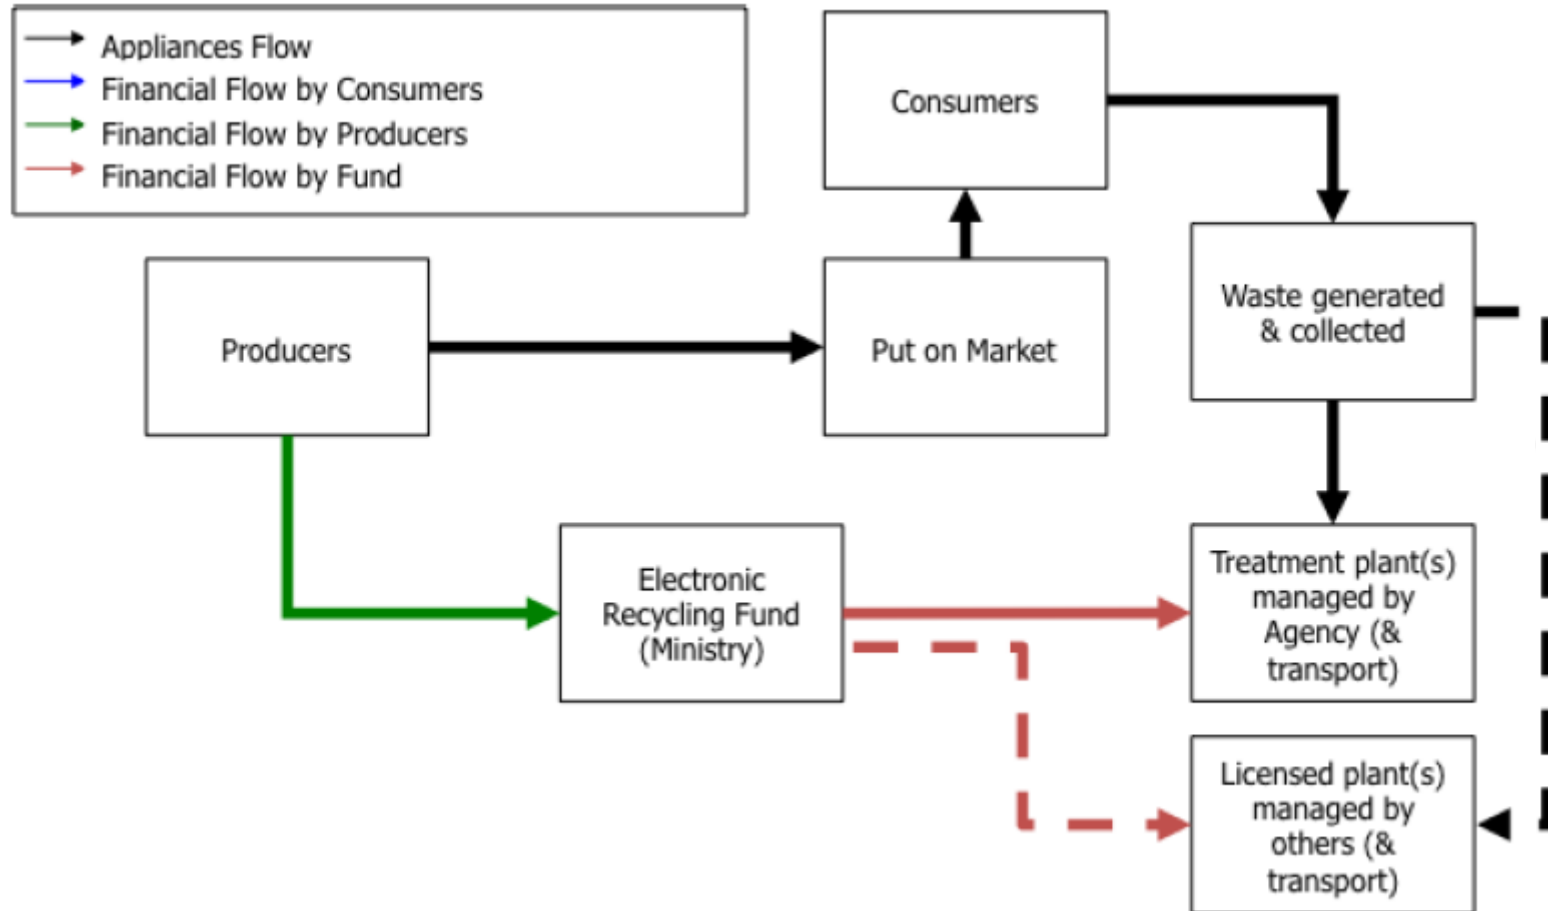 Appliances Flow
Financial Flow by Consumers
Financial Flow by Producers
Financial Flow by Fund
Consumers
Waste generated
& collected
Producers
Put on Market
Electronic
Recycling Fund
(Ministry)
Treatment plant(s)
managed by
Agency (&
transport)
Licensed plant(s)
managed by
others (&
transport)